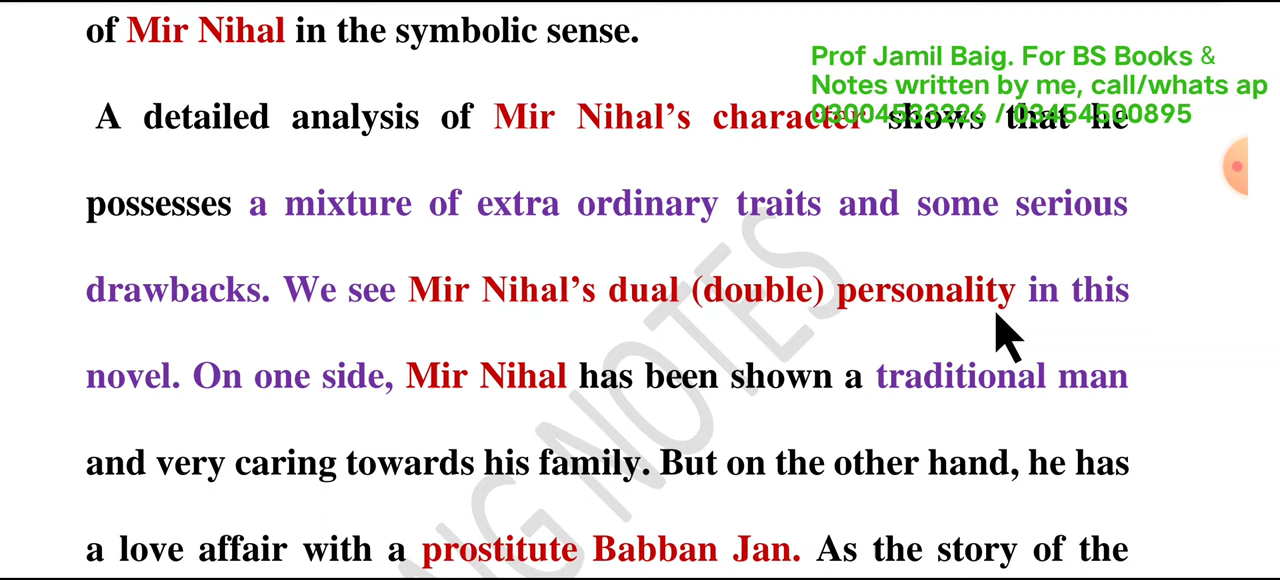 of Mir Nihal in the symbolic sense.
Prof Jamil Baig. For BS Books &
Notes written by me, call/whats ap
03004533226 / 03454500895
A detailed analysis of Mir Nihal's character shows that he
possesses a mixture of extra ordinary traits and some serious
drawbacks. We see Mir Nihal's dual (double) personality in this
novel. On one side, Mir Nihal has been shown a traditional man
and very caring towards his family. But on the other hand, he has
a love affair with a prostitute Babban Jan. As the story of the
NG NOTES